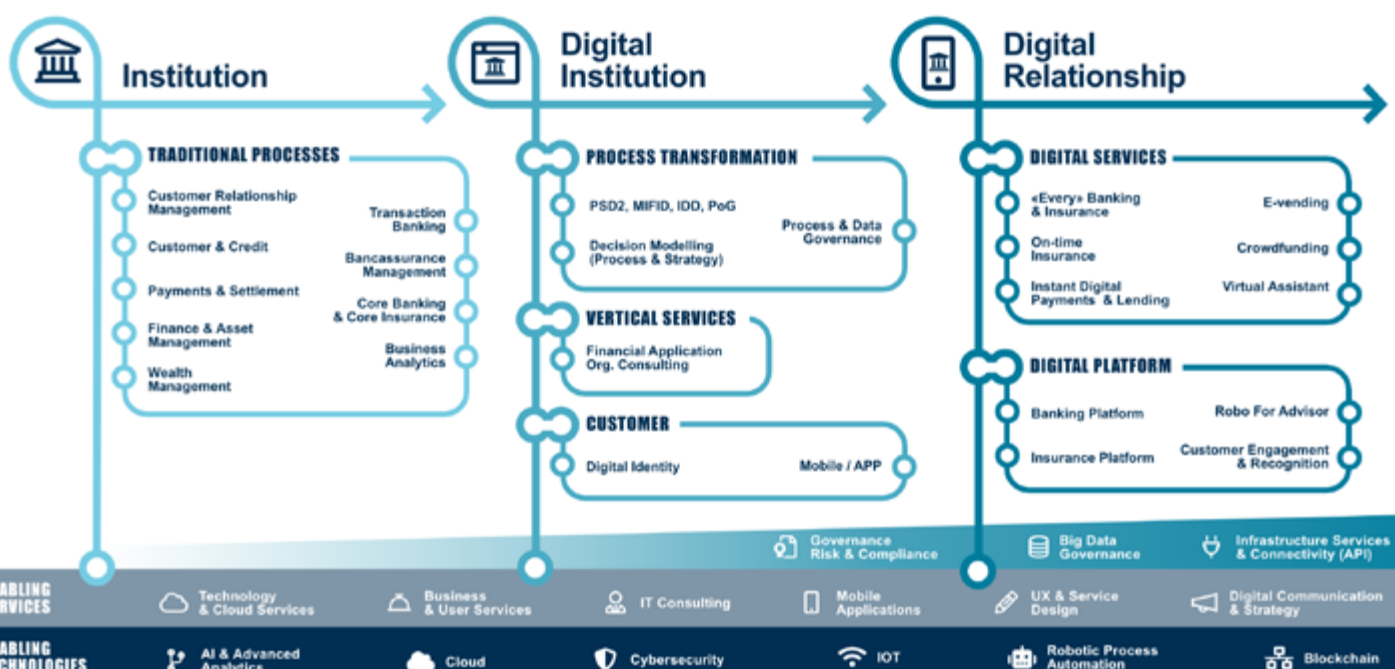 Institution
TRADITIONAL PROCESSES
Customer Relationship
Management
Customer & Credit
Payments & Settlement
Finance & Asset
Management
Wealth
Management
Transaction
Banking
Bancassurance
Management
Core Banking
& Core Insurance
Business
Analytics
Digital
Institution
PROCESS TRANSFORMATION
PSD2, MIFID, IDD, PoG
Decision Modelling
(Process & Strategy)
Process & Data
Governance
VERTICAL SERVICES
Financial Application
Org. Consulting
CUSTOMER
Digital Identity
Mobile / APP
Digital
Relationship
DIGITAL SERVICES
«Every» Banking
& Insurance
On-time
Insurance
Instant Digital
Payments & Lending
E-vending
Crowdfunding
Virtual Assistant
DIGITAL PLATFORM
Banking Platform
Insurance Platform
Robo For Advisor
Customer Engagement
& Recognition
Governance
Risk & Compliance
Big Data
Governance
Infrastructure Services
& Connectivity (API)
ABLING
RVICES
Technology
& Cloud Services
Business
& User Services
IT Consulting
Mobile
Applications
UX & Service
Design
Digital Communication
& Strategy
ABLING
CHNOLOGIES
AI & Advanced
Analytics
Cloud
Cybersecurity
IOT
Robotic Process
Automation
Blockchain